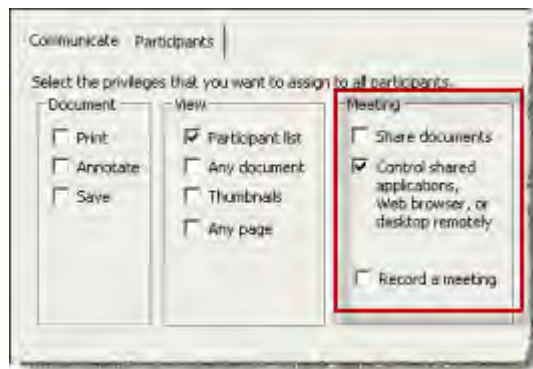 Communicate Participants
Select the privileges that you want to assign to all participants.
Document
Print
Annotate
Save
View
Participant list
Any document
Thumbnails
Any page
Meeting
Share documents
Control shared
applications,
Web browser, or
desktop remotely
Record a meeting